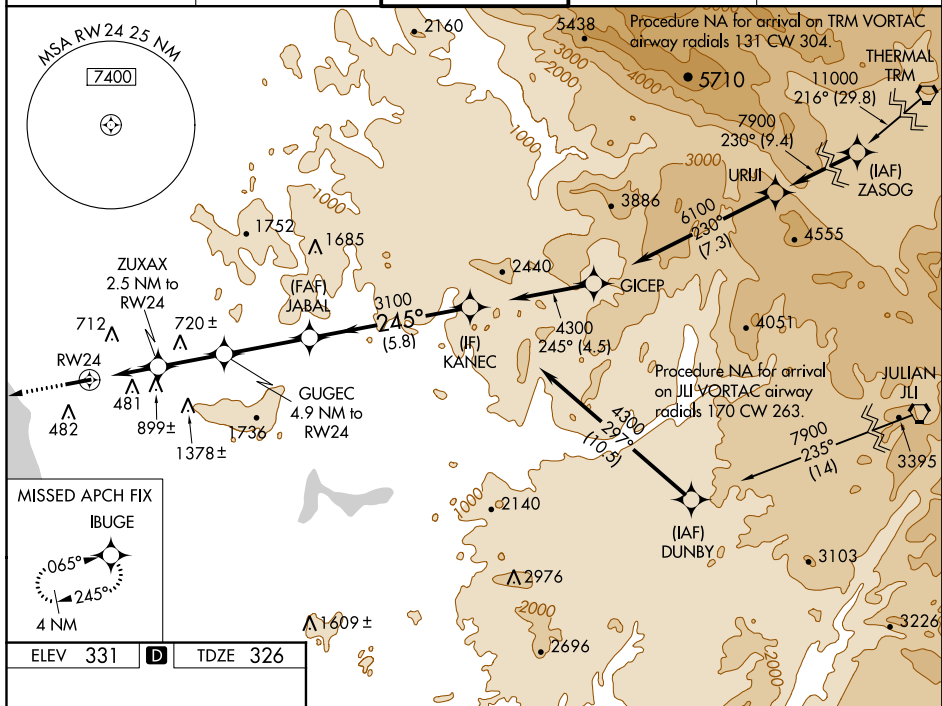 MSA RW 24 25 NM
7400
2160
5438
Procedure NA for arrival on TRM VORTAC
airway radials 131 CW 304.
3000
2000
4000
5710
THERMAL
TRM
11000
216° (29.8)
7900
230° (9.4)
1000
3000
URIJI
(IAF)
ZASOG
3886
6100
230°
(7.3)
4555
1000
1752
1685
2440
GICEP
ZUXAX
2.5 NM to
RW24
(FAF)
JABAL
3100
245°
(5.8)
(IF)
KANEC
4300
245° (4.5)
4051
712
720 ±
RW24
481
482
899±
1378±
1736
GUGEC
4.9 NM to
RW24
Procedure NA for arrival
on JLI VORTAC airway
radials 170 CW 263.
JULIAN
JLI
4300
297°
(10.5)
7900
235°
(14)
3395
MISSED APCH FIX
IBUGE
065°
245°
4 NM
1000
2140
(IAF)
DUNBY
3103
2976
2000
1609 ±
2696
3226
2000
ELEV 331 D TDZE 326